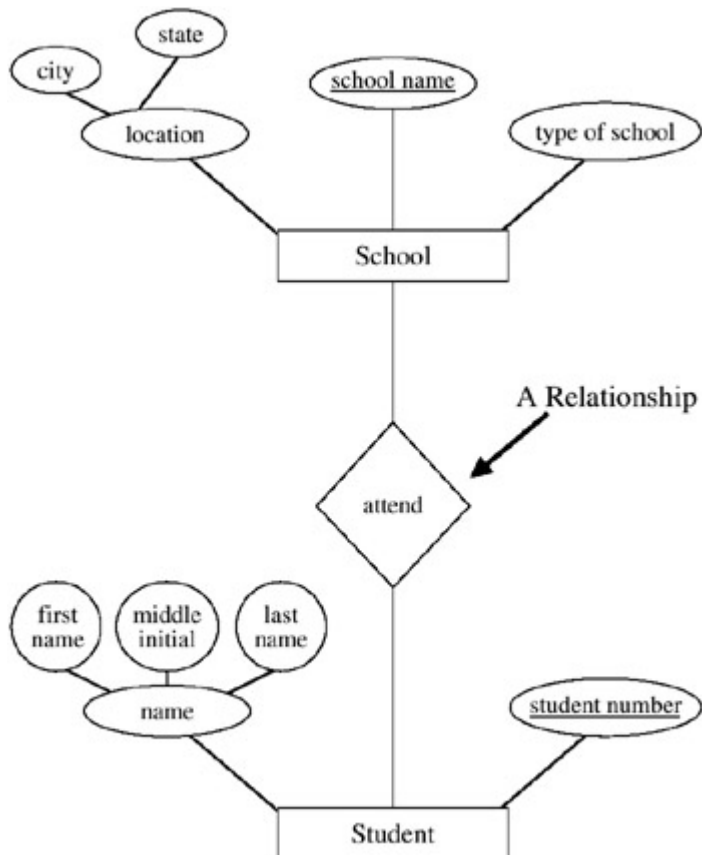 state
city
school name
location
type of school
School
A Relationship
attend
first
name
middle
initial
last
name
name
student number
Student